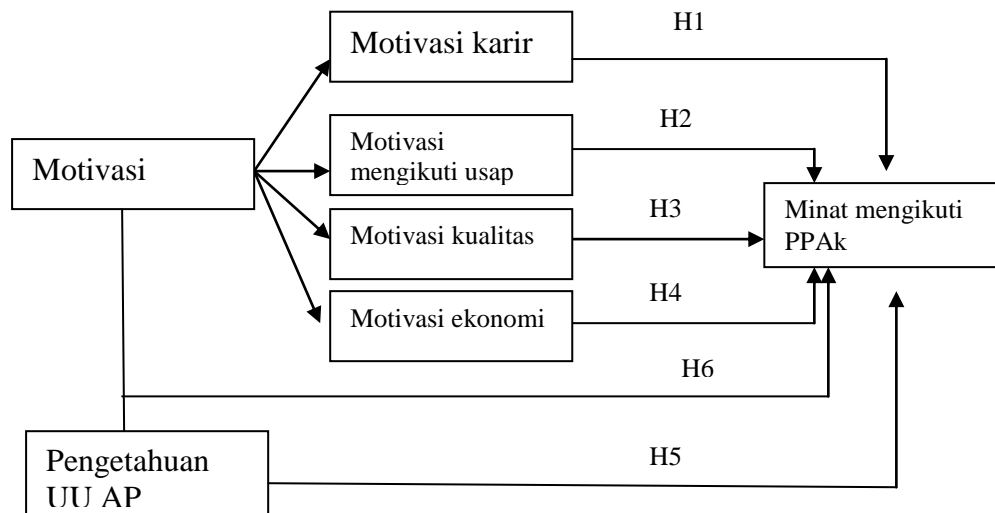 Motivasi karir
H1
Motivasi
mengikuti usap
H2
Motivasi
Motivasi kualitas
H3
Minat mengikuti
PPAk
Motivasi ekonomi
H4
H6
Pengetahuan
UU AP
H5